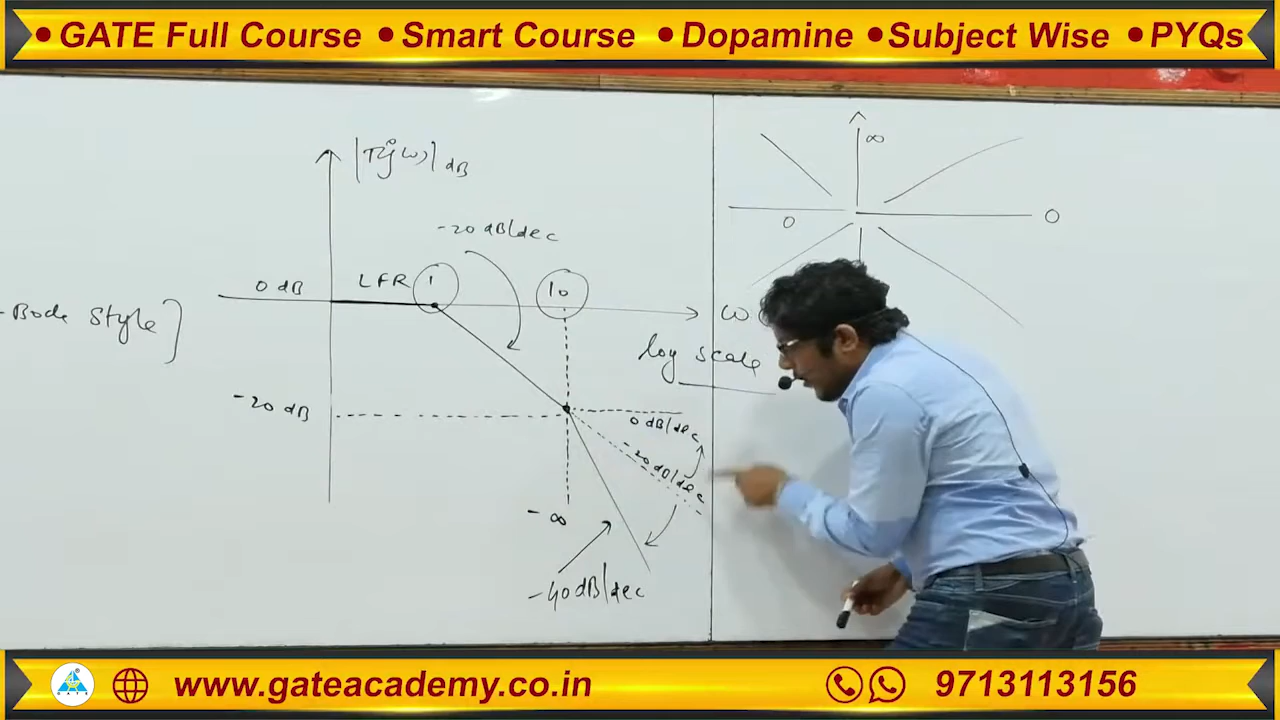 • GATE Full Course • Smart Course • Dopamine • Subject Wise • PYQs
|T(jω)| dB
∞
-20 dB/dec
0
0
0 dB
LFR
1
10
ω
-Bode Style]
log scale
-20 dB
0 dB/dec
-20 dB/dec
-∞
-40 dB/dec
GATE
www.gateacademy.co.in
9713113156